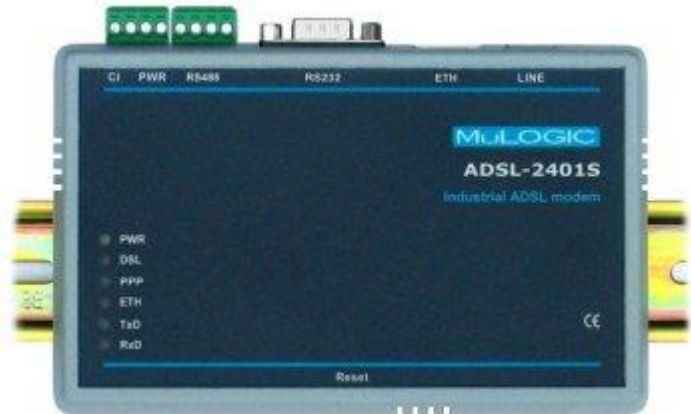 CI PWR RS485 RS232 ETH LINE
MuLOGIC
ADSL-2401S
Industrial ADSL modem
PWR
DSL
PPP
ETH
TxD
RxD
CE
Reset